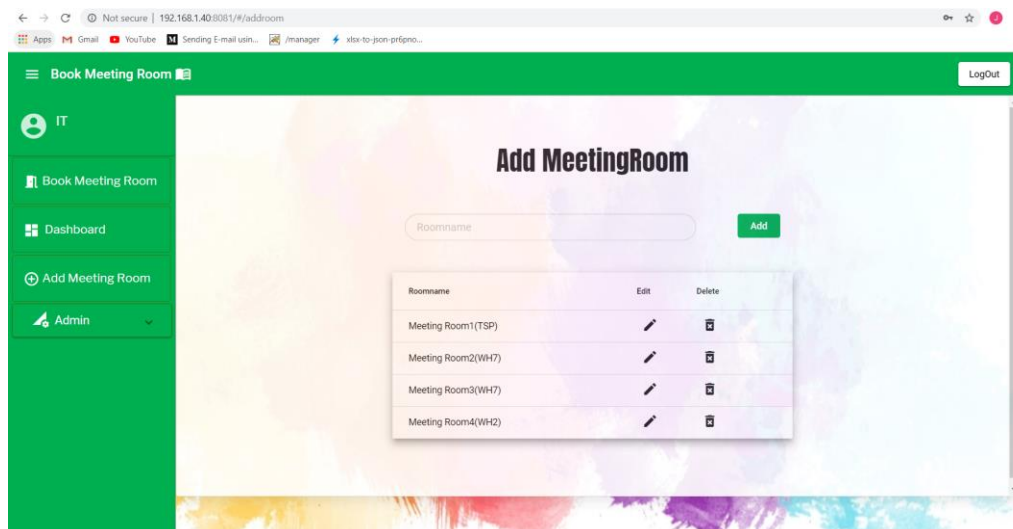 Not secure | 192.168.1.40:8081/#/addroom
J
Apps Gmail YouTube M Sending E-mail usin... /manager xlsx-to-json-pr6pno...
Book Meeting Room
LogOut
IT
Book Meeting Room
Dashboard
Add Meeting Room
Admin
Add MeetingRoom
Roomname
Add
Roomname Edit Delete
Meeting Room1(TSP)
Meeting Room2(WH7)
Meeting Room3(WH7)
Meeting Room4(WH2)